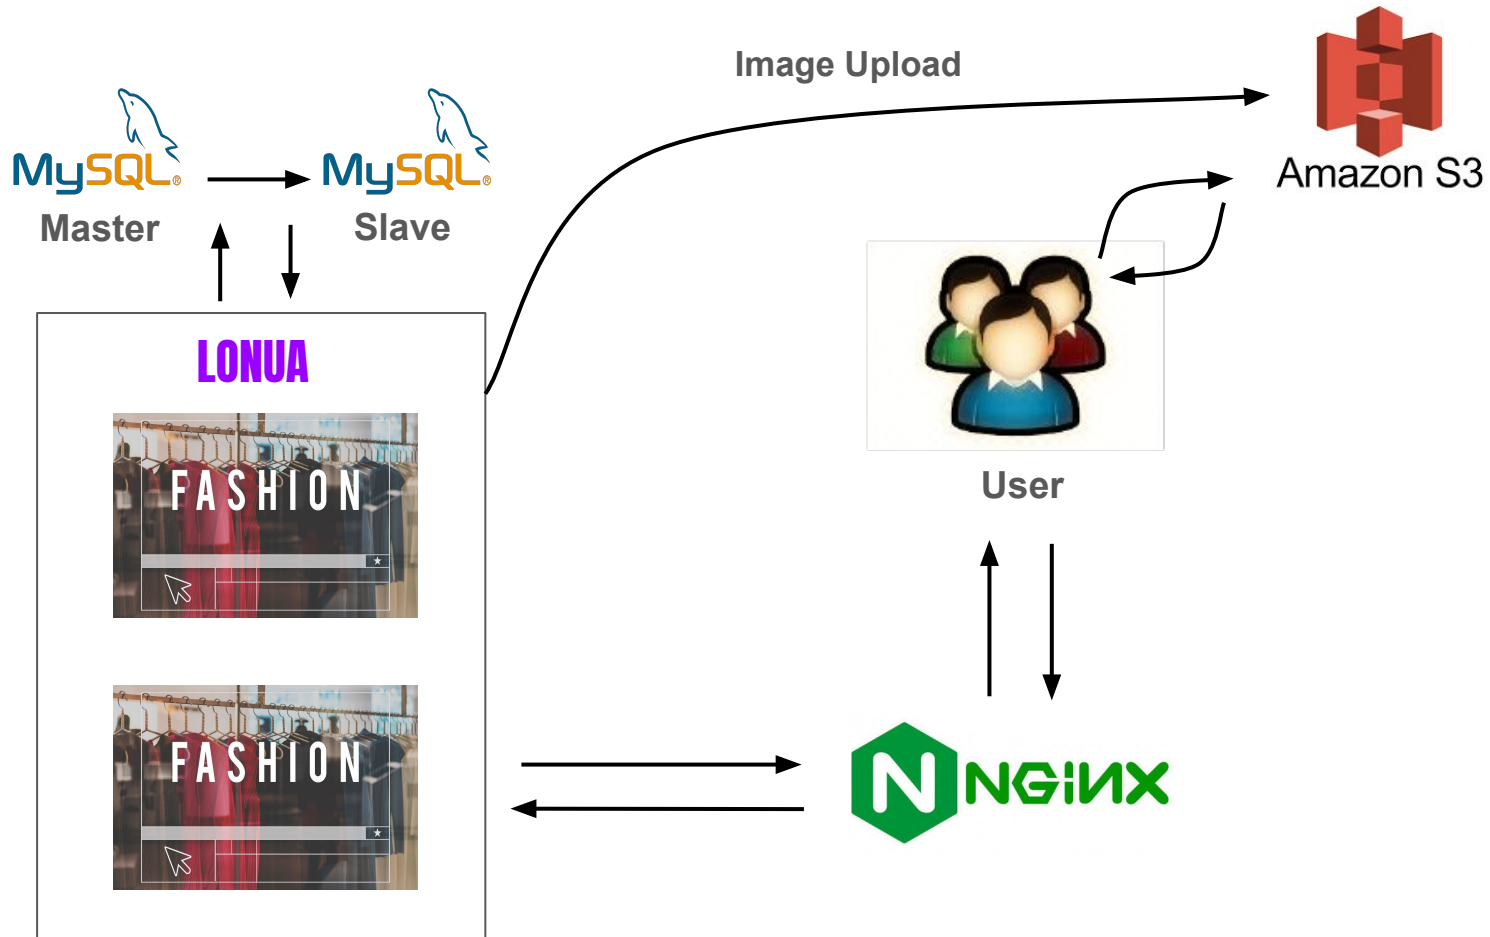 Image Upload
Amazon S3
MySQL®
MySQL®
Master
Slave
LONUA
FASHION
User
FASHION
NGINX
N